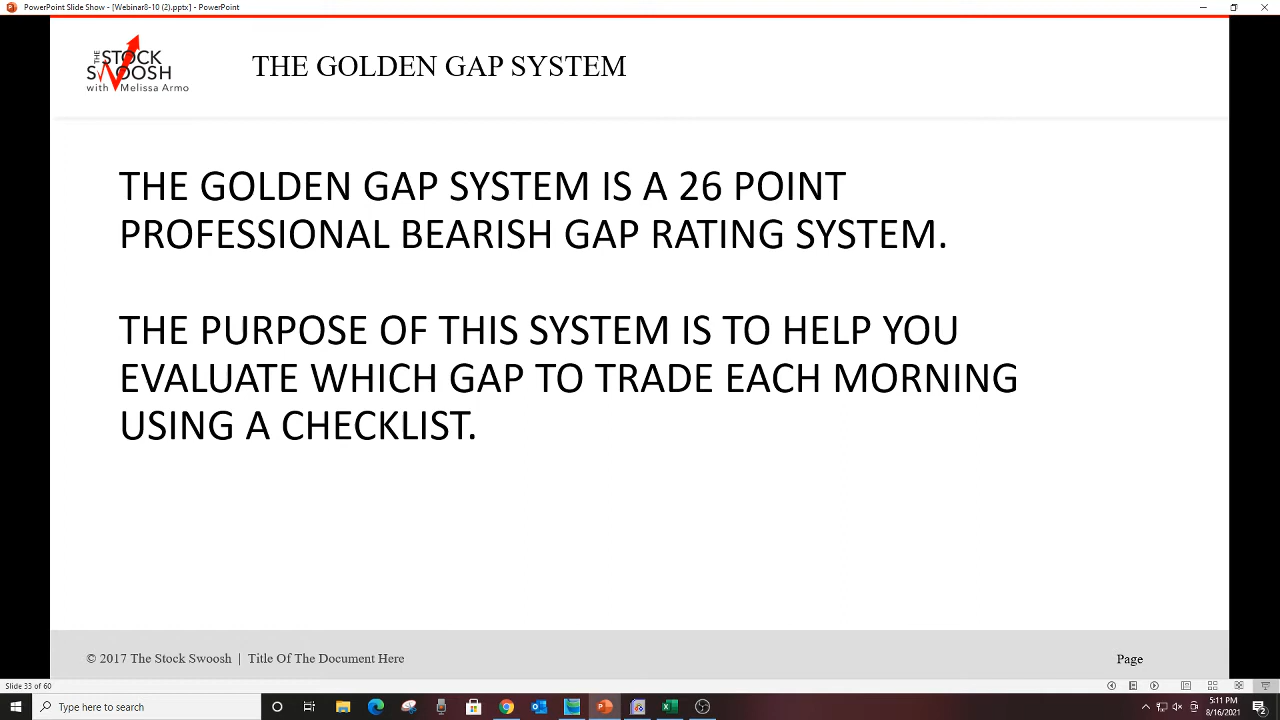 PowerPoint Slide Show - [Webinar8-10 (2).pptx] - PowerPoint
THE
STOCK
SWOOSH
with Melissa Armo
THE GOLDEN GAP SYSTEM
THE GOLDEN GAP SYSTEM IS A 26 POINT
PROFESSIONAL BEARISH GAP RATING SYSTEM.
THE PURPOSE OF THIS SYSTEM IS TO HELP YOU
EVALUATE WHICH GAP TO TRADE EACH MORNING
USING A CHECKLIST.
© 2017 The Stock Swoosh | Title Of The Document Here
Page
Slide 33 of 60
Type here to search
5:11 PM
8/16/2021
2